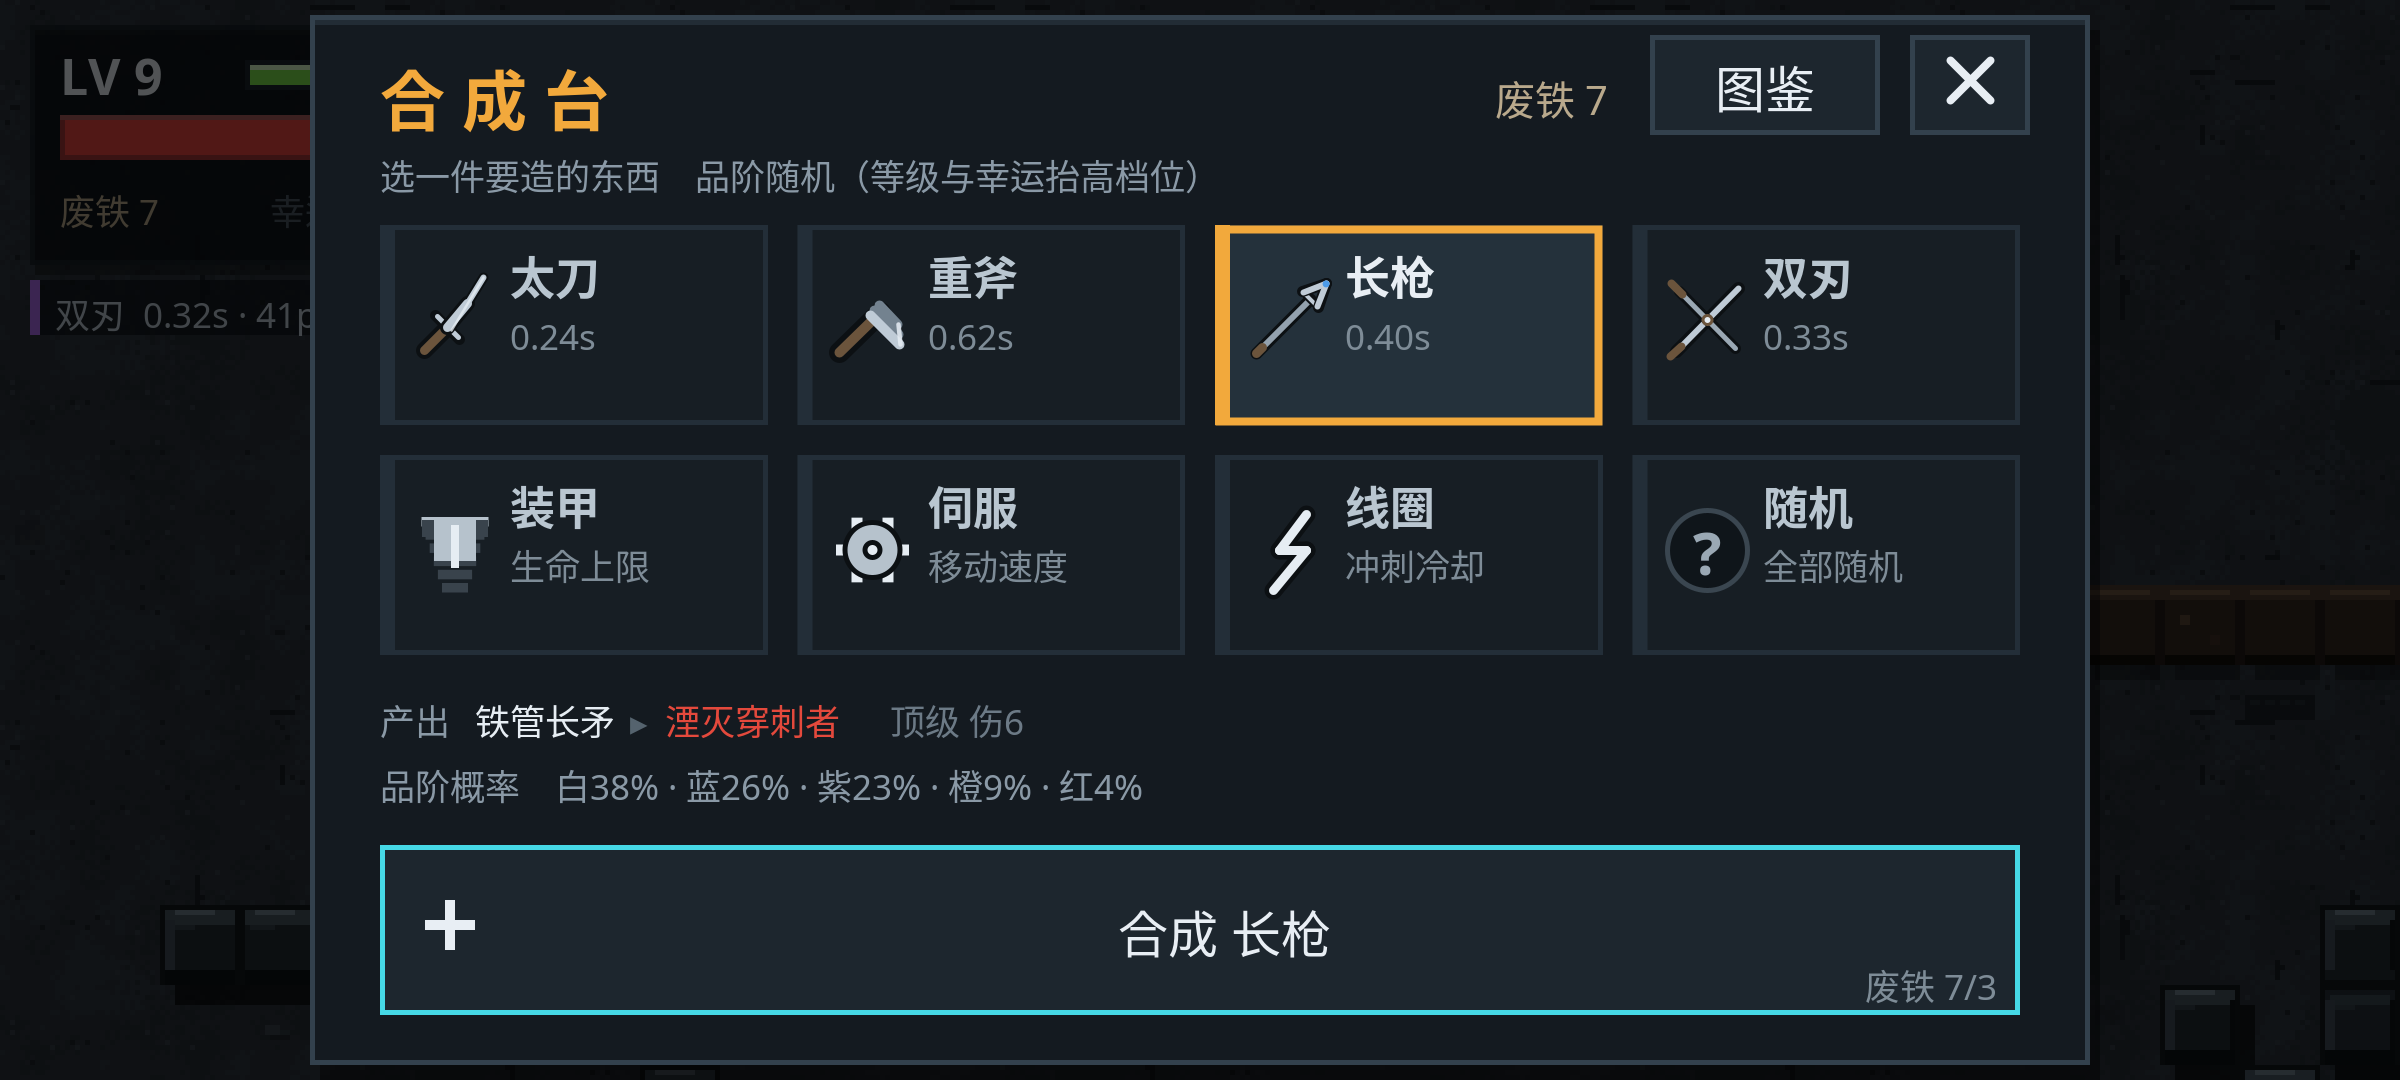 LV 9
废铁 7
双刃 0.32s · 41
合成台
废铁 7
图鉴
选一件要造的东西 品阶随机（等级与幸运抬高档位）
太刀
0.24s
重斧
0.62s
长枪
0.40s
双刃
0.33s
装甲
生命上限
伺服
移动速度
线圈
冲刺冷却
?
随机
全部随机
产出 铁管长矛 ▸ 湮灭穿刺者 顶级 伤6
品阶概率 白38% · 蓝26% · 紫23% · 橙9% · 红4%
合成 长枪
废铁 7/3